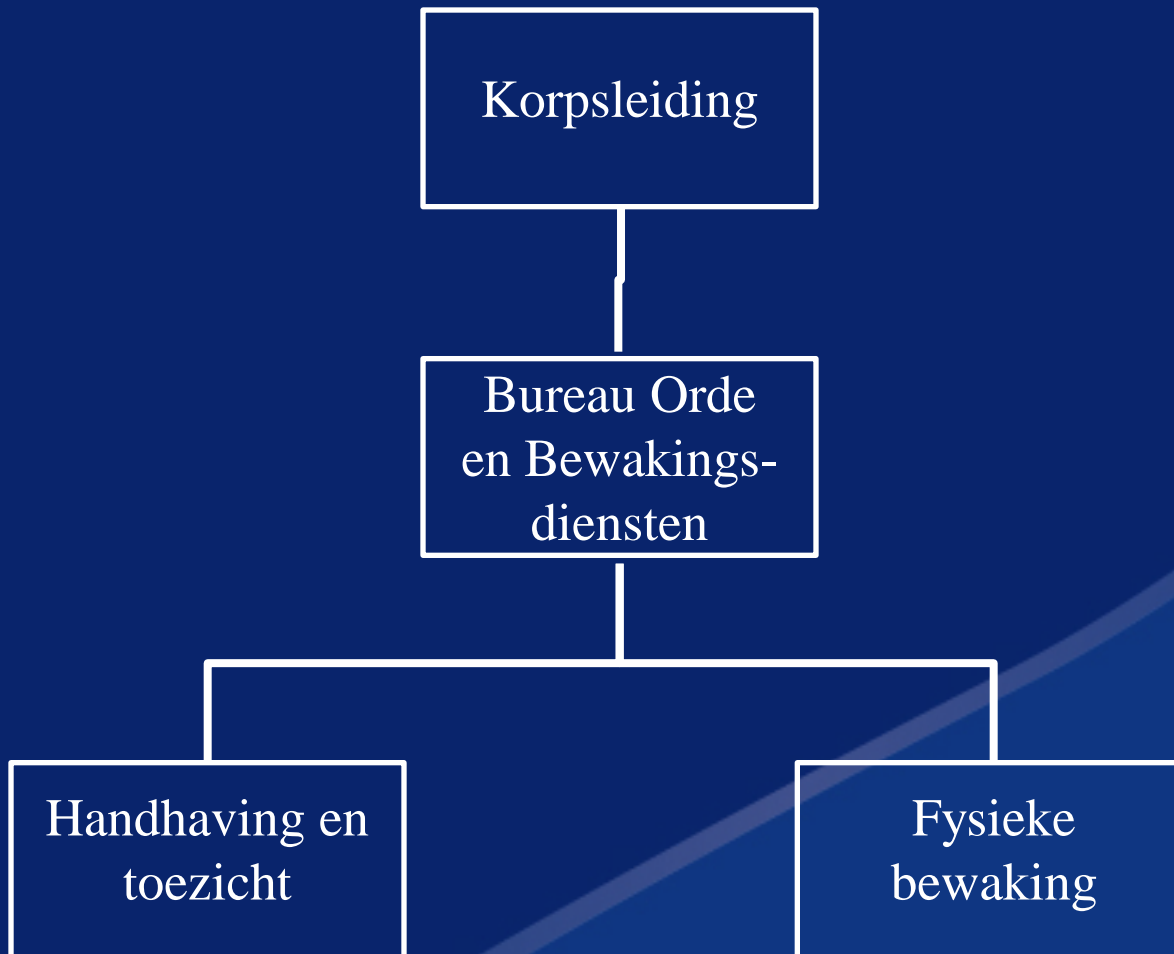 Korpsleiding
Bureau Orde
en Bewakings-
diensten
Handhaving en
toezicht
Fysieke
bewaking